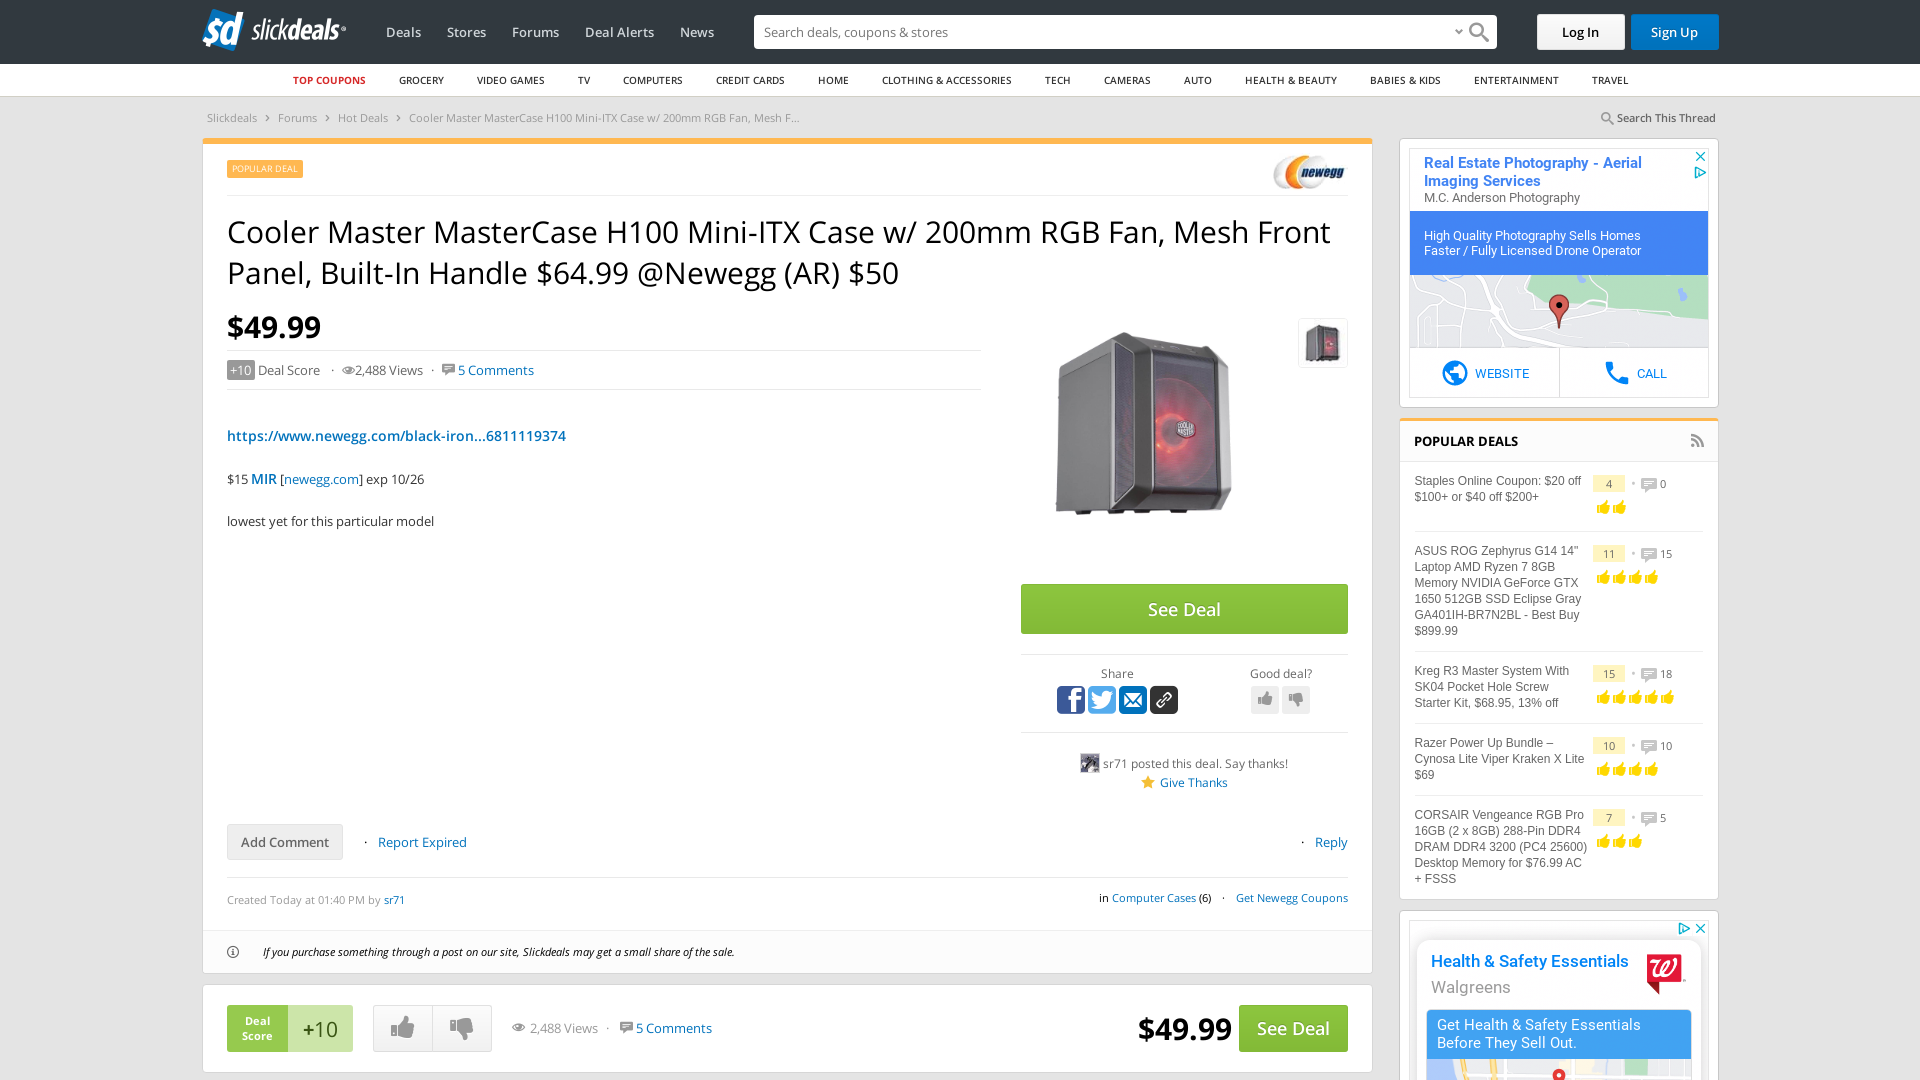 slickdeals
Deals
Stores
Forums
Deal Alerts
News
Search deals, coupons & stores
Log In
Sign Up
TOP COUPONS
GROCERY
VIDEO GAMES
TV
COMPUTERS
CREDIT CARDS
HOME
CLOTHING & ACCESSORIES
TECH
CAMERAS
AUTO
HEALTH & BEAUTY
BABIES & KIDS
ENTERTAINMENT
TRAVEL
Slickdeals › Forums › Hot Deals › Cooler Master MasterCase H100 Mini-ITX Case w/ 200mm RGB Fan, Mesh F...
Search This Thread
POPULAR DEAL
newegg
Cooler Master MasterCase H100 Mini-ITX Case w/ 200mm RGB Fan, Mesh Front
Panel, Built-In Handle $64.99 @Newegg (AR) $50
$49.99
+10 Deal Score · 2,488 Views · 5 Comments
https://www.newegg.com/black-iron...6811119374
$15 MIR [newegg.com] exp 10/26
lowest yet for this particular model
See Deal
Share
Good deal?
sr71 posted this deal. Say thanks!
Give Thanks
Add Comment
· Report Expired
· Reply
Created Today at 01:40 PM by sr71
in Computer Cases (6) · Get Newegg Coupons
If you purchase something through a post on our site, Slickdeals may get a small share of the sale.
Deal
Score
+10
2,488 Views · 5 Comments
$49.99
See Deal
Real Estate Photography - Aerial
Imaging Services
M.C. Anderson Photography
High Quality Photography Sells Homes
Faster / Fully Licensed Drone Operator
WEBSITE
CALL
POPULAR DEALS
Staples Online Coupon: $20 off
$100+ or $40 off $200+
4 · 0
ASUS ROG Zephyrus G14 14"
Laptop AMD Ryzen 7 8GB
Memory NVIDIA GeForce GTX
1650 512GB SSD Eclipse Gray
GA401IH-BR7N2BL - Best Buy
$899.99
11 · 15
Kreg R3 Master System With
SK04 Pocket Hole Screw
Starter Kit, $68.95, 13% off
15 · 18
Razer Power Up Bundle –
Cynosa Lite Viper Kraken X Lite
$69
10 · 10
CORSAIR Vengeance RGB Pro
16GB (2 x 8GB) 288-Pin DDR4
DRAM DDR4 3200 (PC4 25600)
Desktop Memory for $76.99 AC
+ FSSS
7 · 5
Health & Safety Essentials
Walgreens
Get Health & Safety Essentials
Before They Sell Out.